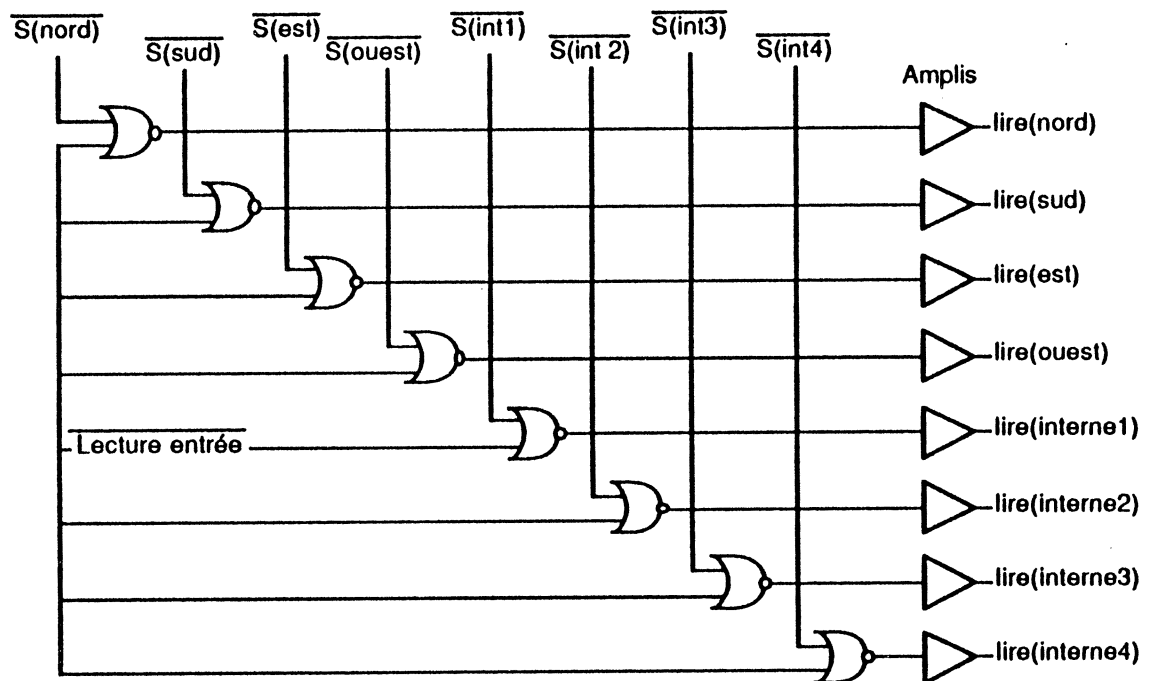 S(nord)
S(sud)
S(est)
S(ouest)
S(int1)
S(int 2)
S(int3)
S(int4)
Amplis
lire(nord)
lire(sud)
lire(est)
lire(ouest)
Lecture entrée
lire(interne1)
lire(interne2)
lire(interne3)
lire(interne4)